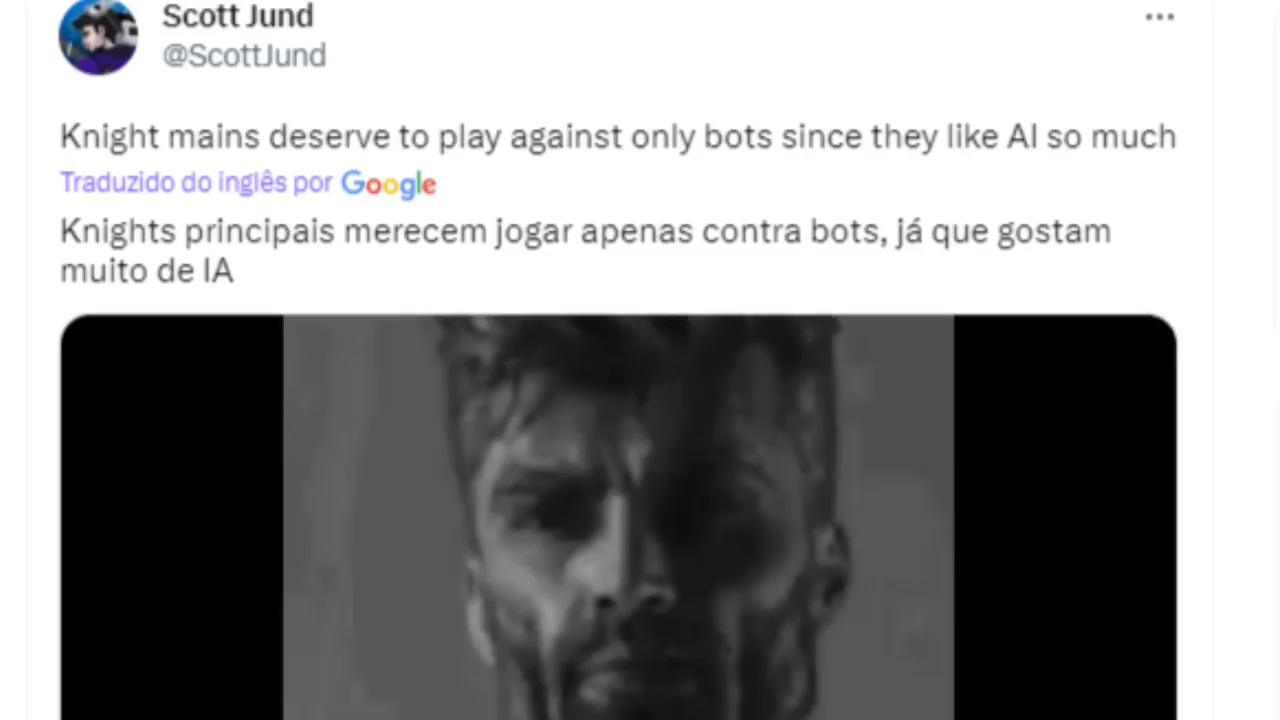 Scott Jund
@ScottJund
Knight mains deserve to play against only bots since they like AI so much
Traduzido do inglês por Google
Knights principais merecem jogar apenas contra bots, já que gostam
muito de IA